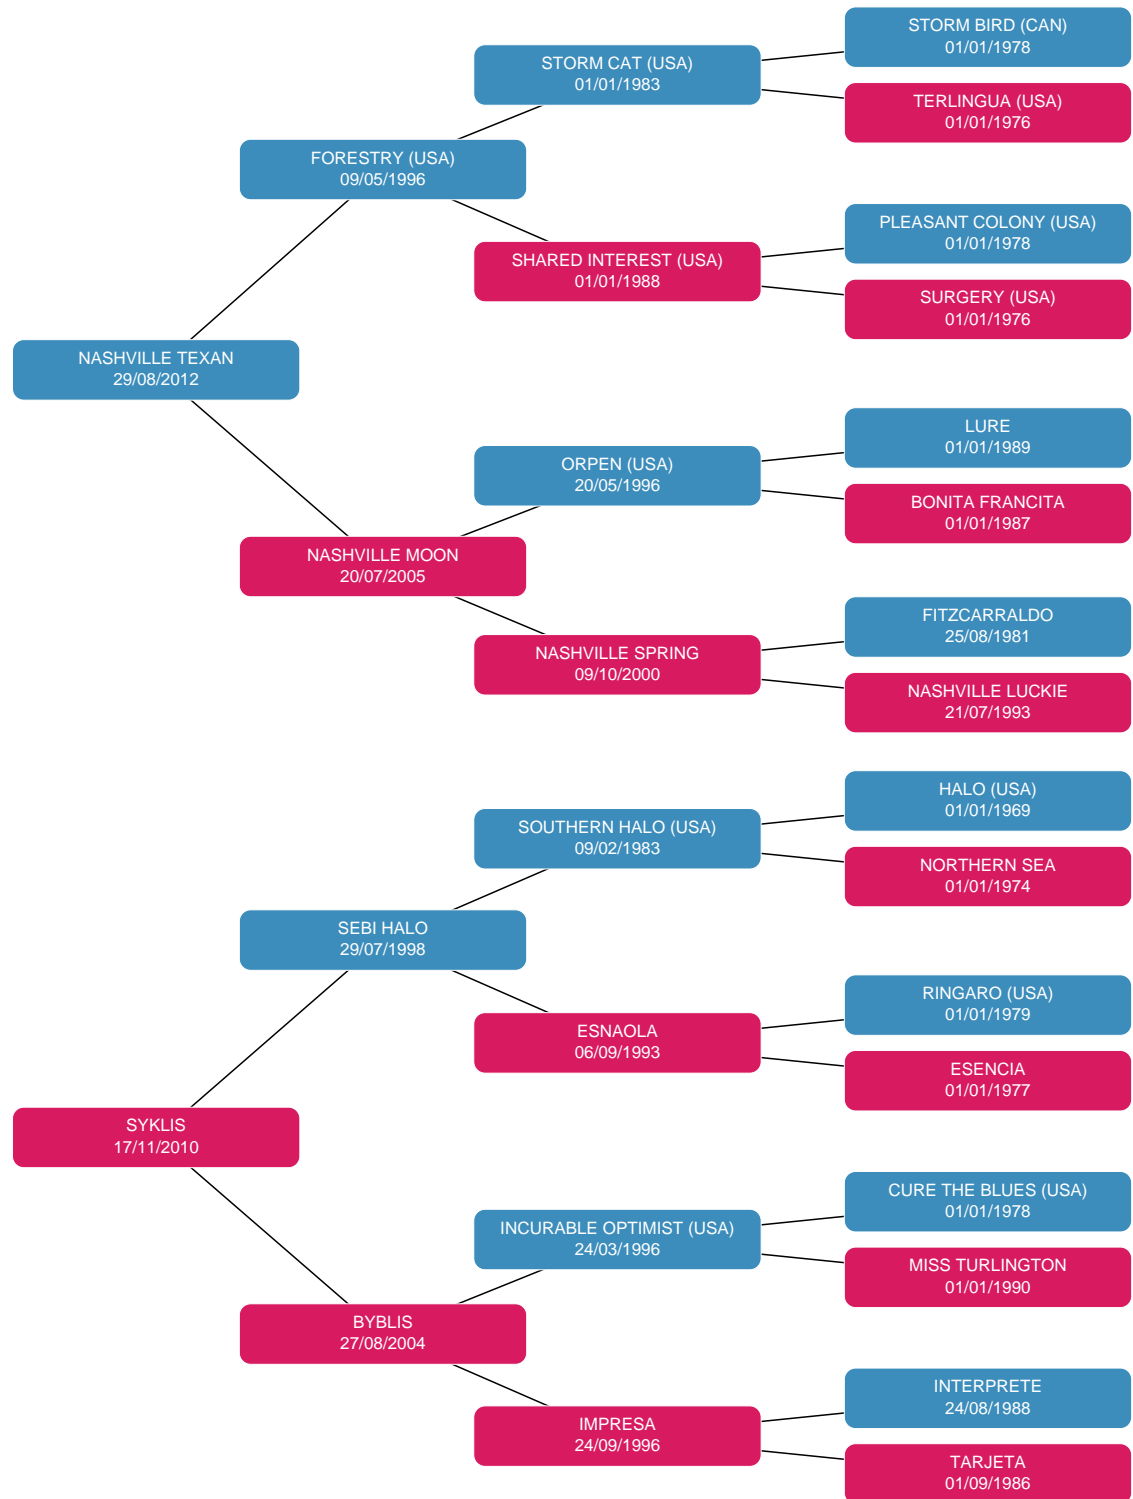 STORM BIRD (CAN)
01/01/1978
STORM CAT (USA)
01/01/1983
TERLINGUA (USA)
01/01/1976
FORESTRY (USA)
09/05/1996
PLEASANT COLONY (USA)
01/01/1978
SHARED INTEREST (USA)
01/01/1988
SURGERY (USA)
01/01/1976
NASHVILLE TEXAN
29/08/2012
LURE
01/01/1989
ORPEN (USA)
20/05/1996
BONITA FRANCITA
01/01/1987
NASHVILLE MOON
20/07/2005
FITZCARRALDO
25/08/1981
NASHVILLE SPRING
09/10/2000
NASHVILLE LUCKIE
21/07/1993
HALO (USA)
01/01/1969
SOUTHERN HALO (USA)
09/02/1983
NORTHERN SEA
01/01/1974
SEBI HALO
29/07/1998
RINGARO (USA)
01/01/1979
ESNAOLA
06/09/1993
ESENCIA
01/01/1977
SYKLIS
17/11/2010
CURE THE BLUES (USA)
01/01/1978
INCURABLE OPTIMIST (USA)
24/03/1996
MISS TURLINGTON
01/01/1990
BYBLIS
27/08/2004
INTERPRETE
24/08/1988
IMPRESA
24/09/1996
TARJETA
01/09/1986